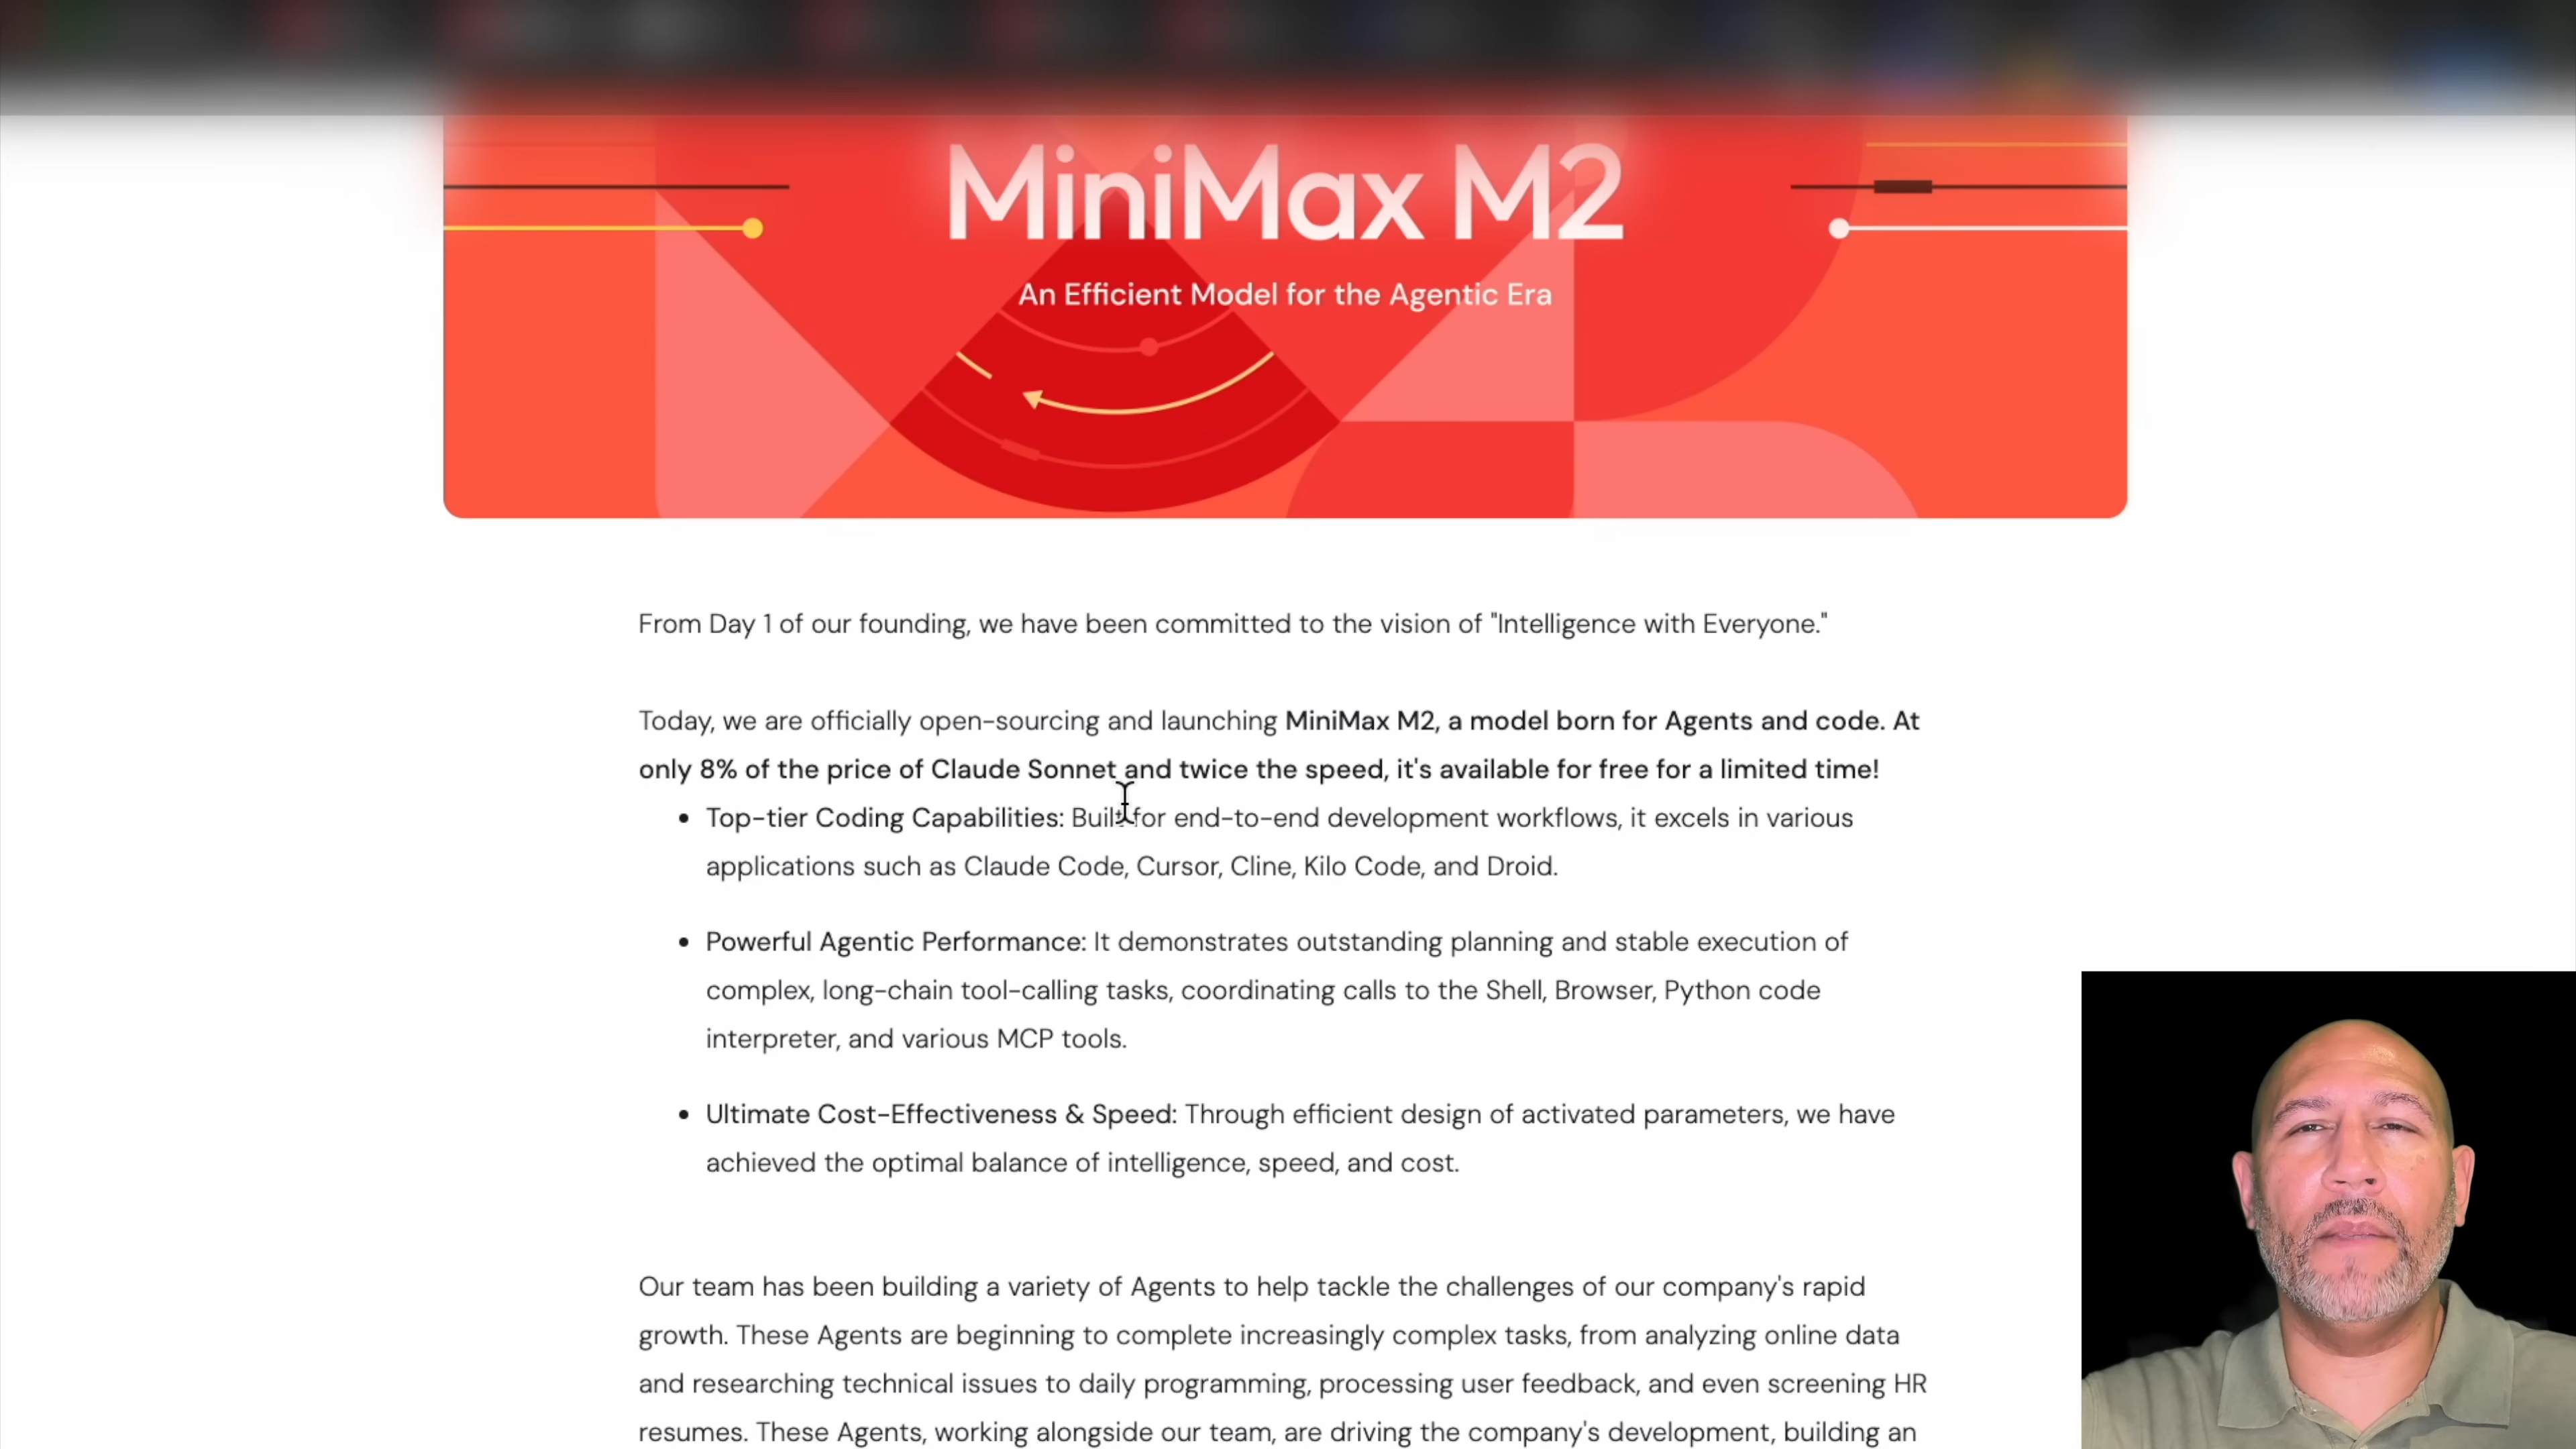 MiniMax M2
An Efficient Model for the Agentic Era
From Day 1 of our founding, we have been committed to the vision of "Intelligence with Everyone."
Today, we are officially open-sourcing and launching MiniMax M2, a model born for Agents and code. At
only 8% of the price of Claude Sonnet and twice the speed, it's available for free for a limited time!
• Top-tier Coding Capabilities: Built for end-to-end development workflows, it excels in various
applications such as Claude Code, Cursor, Cline, Kilo Code, and Droid.
• Powerful Agentic Performance: It demonstrates outstanding planning and stable execution of
complex, long-chain tool-calling tasks, coordinating calls to the Shell, Browser, Python code
interpreter, and various MCP tools.
• Ultimate Cost-Effectiveness & Speed: Through efficient design of activated parameters, we have
achieved the optimal balance of intelligence, speed, and cost.
Our team has been building a variety of Agents to help tackle the challenges of our company's rapid
growth. These Agents are beginning to complete increasingly complex tasks, from analyzing online data
and researching technical issues to daily programming, processing user feedback, and even screening HR
resumes. These Agents, working alongside our team, are driving the company's development, building an